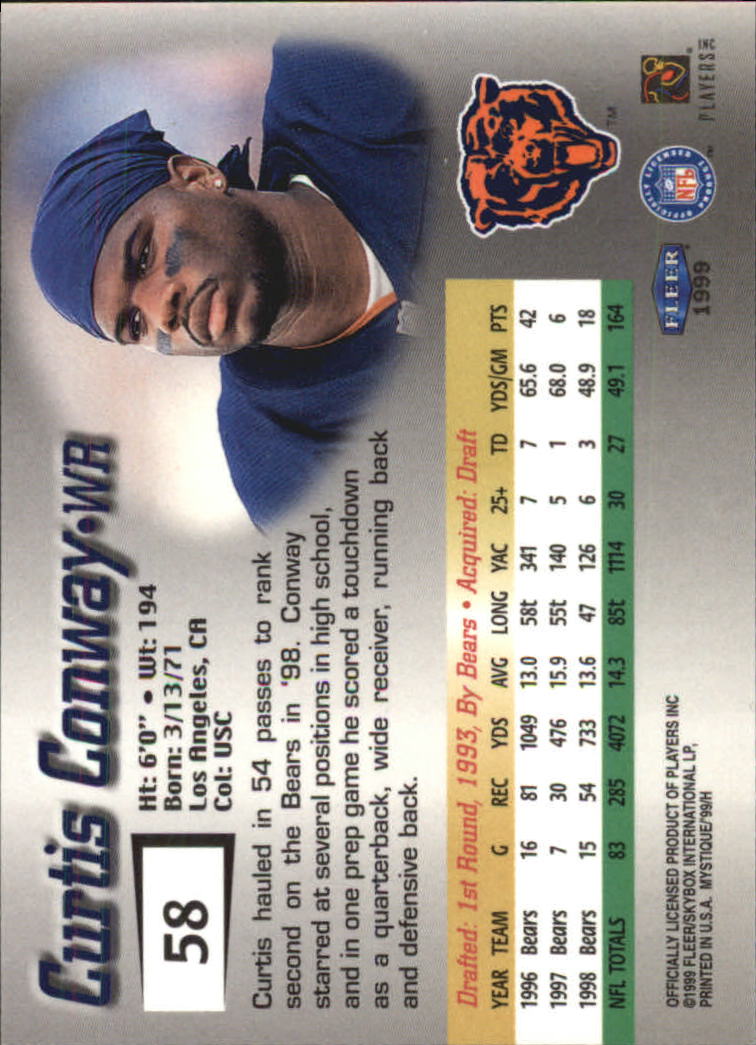 58
Curtis Conway•WR
Ht: 6'0" • Wt: 194
Born: 3/13/71
Los Angeles, CA
Col: USC
Curtis hauled in 54 passes to rank
second on the Bears in '98. Conway
starred at several positions in high school,
and in one prep game he scored a touchdown
as a quarterback, wide receiver, running back
and defensive back.
Drafted: 1st Round, 1993, By Bears • Acquired: Draft
YEAR TEAM G REC YDS AVG LONG YAC 25+ TD YDS/GM PTS
1996 Bears 16 81 1049 13.0 58t 341 7 7 65.6 42
1997 Bears 7 30 476 15.9 55t 140 5 1 68.0 6
1998 Bears 15 54 733 13.6 47 126 6 3 48.9 18
NFL TOTALS 83 285 4072 14.3 85t 1114 30 27 49.1 164
TM
OFFICIALLY LICENSED PRODUCT OF PLAYERS INC
©1999 FLEER/SKYBOX INTERNATIONAL LP,
PRINTED IN U.S.A. MYSTIQUE/'99/H
FLEER®
1999
OFFICIALLY LICENSED PRODUCT
NFL
TM
PLAYERS INC